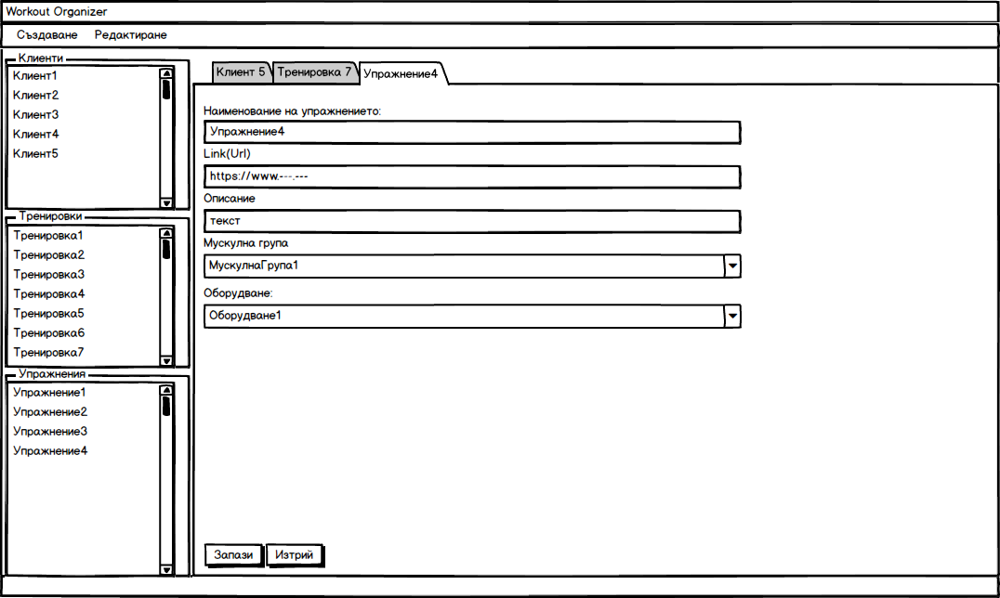 Workout Organizer
Създаване Редактиране
Клиенти
Клиент1
Клиент2
Клиент3
Клиент4
Клиент5
Тренировки
Тренировка1
Тренировка2
Тренировка3
Тренировка4
Тренировка5
Тренировка6
Тренировка7
Упражнения
Упражнение1
Упражнение2
Упражнение3
Упражнение4
Клиент 5 Тренировка 7 Упражнение4
Наименование на упражнението:
Упражнение4
Link(Url)
https://www.---.---
Описание
текст
Мускулна група
МускулнаГрупа1
Оборудване:
Оборудване1
Запази Изтрий